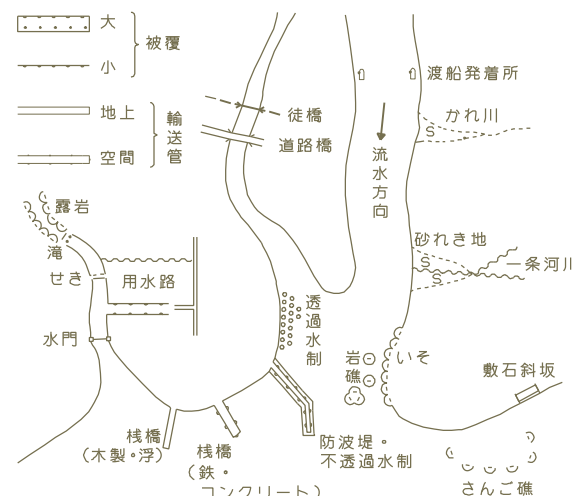 大
小
被覆
地上
空間
輸送管
徒橋
道路橋
渡船発着所
かれ川
S
流水方向
砂れき地
S
S
一条河川
露岩
滝
せき
用水路
水門
透過水制
岩礁
いそ
敷石斜坂
桟橋
(木製・浮)
桟橋
(鉄・
コンクリート)
防波堤・
不透過水制
さんご礁